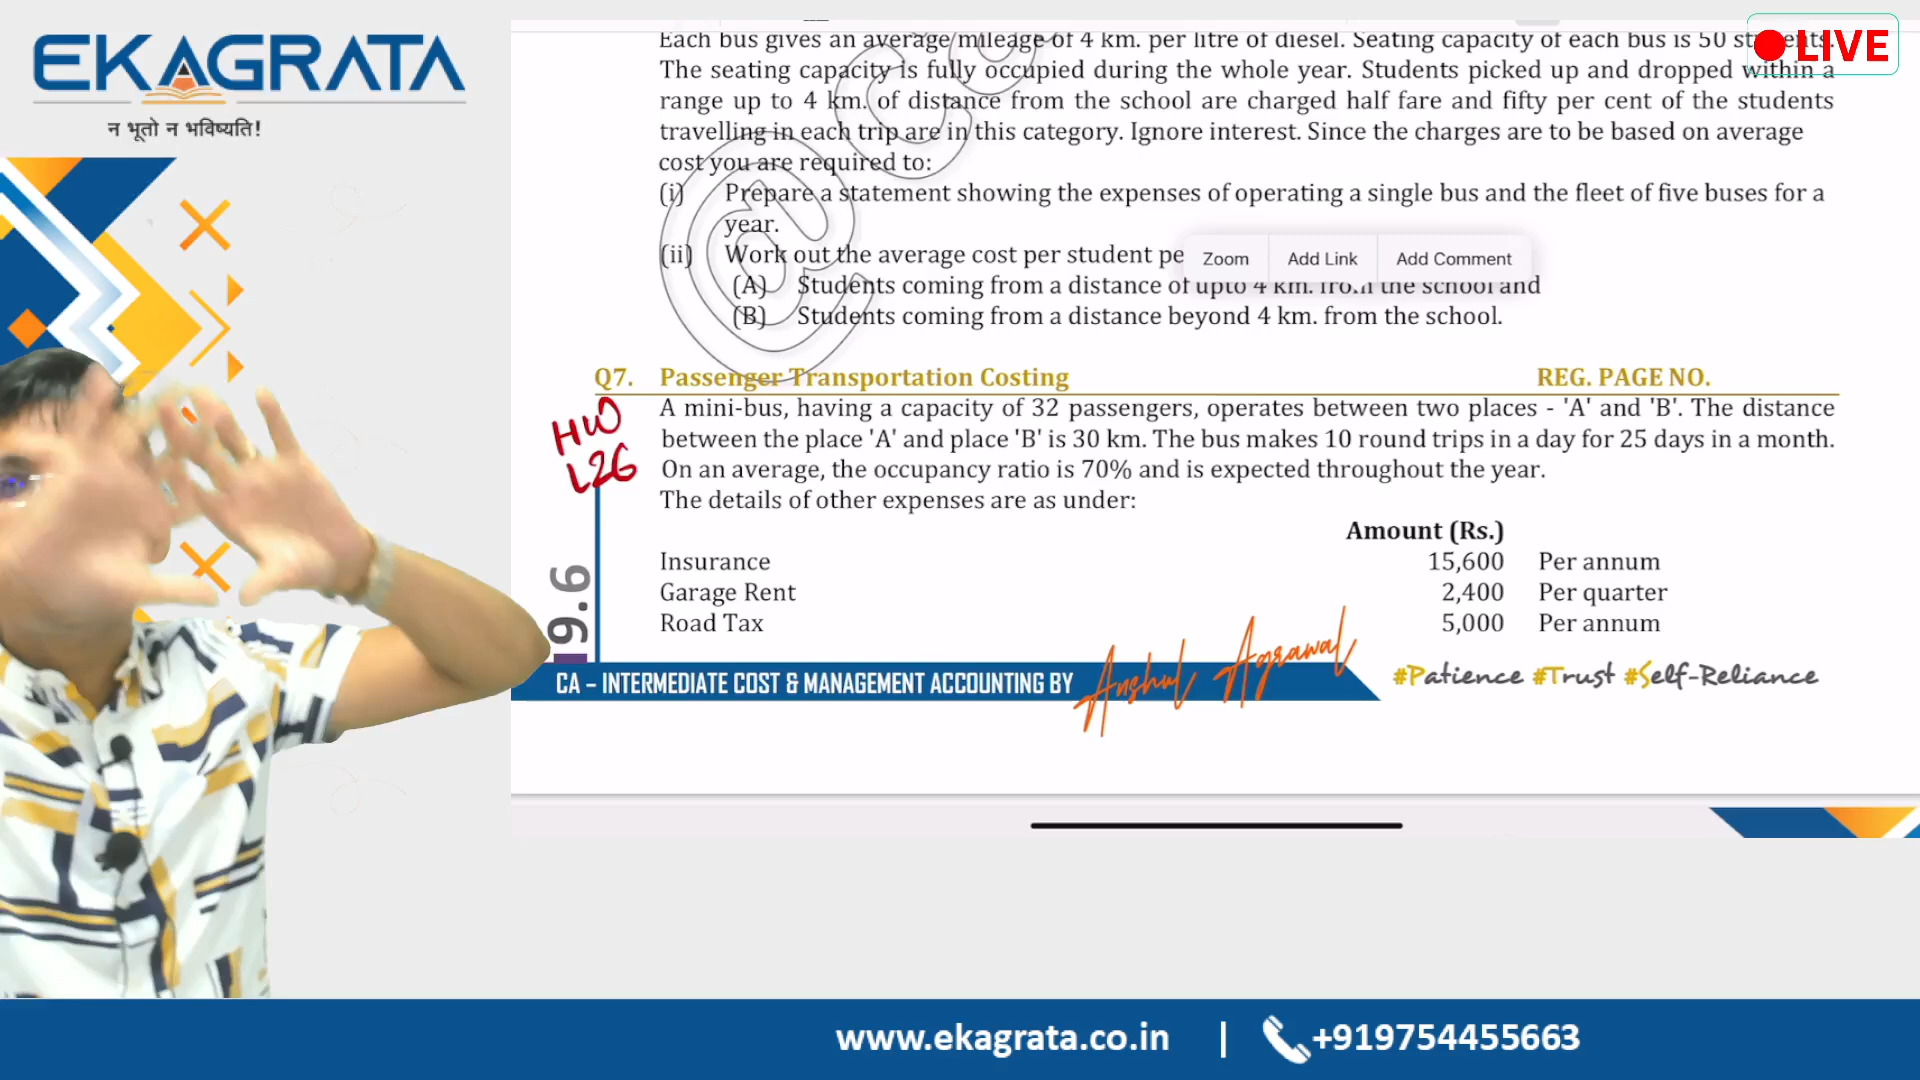 EKAGRATA
न भूतो न भविष्यति!
LIVE
Each bus gives an average mileage of 4 km. per litre of diesel. Seating capacity of each bus is 50 students.
The seating capacity is fully occupied during the whole year. Students picked up and dropped within a
range up to 4 km. of distance from the school are charged half fare and fifty per cent of the students
travelling in each trip are in this category. Ignore interest. Since the charges are to be based on average
cost you are required to:
(i) Prepare a statement showing the expenses of operating a single bus and the fleet of five buses for a
year.
(ii) Work out the average cost per student pe
Zoom Add Link Add Comment
(A) Students coming from a distance of upto 4 km. from the school and
(B) Students coming from a distance beyond 4 km. from the school.
Q7. Passenger Transportation Costing REG. PAGE NO.
HW
L26
A mini-bus, having a capacity of 32 passengers, operates between two places - 'A' and 'B'. The distance
between the place 'A' and place 'B' is 30 km. The bus makes 10 round trips in a day for 25 days in a month.
On an average, the occupancy ratio is 70% and is expected throughout the year.
The details of other expenses are as under:
Amount (Rs.)
Insurance 15,600 Per annum
Garage Rent 2,400 Per quarter
Road Tax 5,000 Per annum
9.6
CA – INTERMEDIATE COST & MANAGEMENT ACCOUNTING BY Anshul Agrawal
#Patience #Trust #Self-Reliance
www.ekagrata.co.in | +919754455663